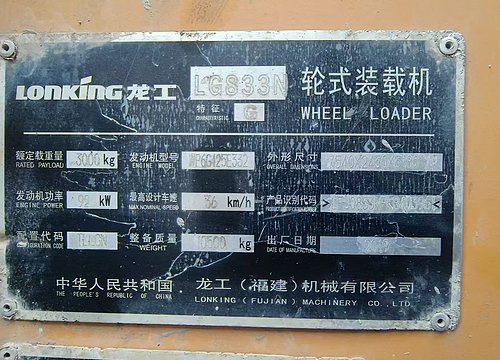 LONKING 龙工 LG833N 轮式装载机
特征 G WHEEL LOADER
CHARACTERISTIC
额定载重量 3000 kg 发动机型号 外形尺寸
RATED PAYLOAD ENGINE MODEL OVERALL DIMENSIONS
发动机功率 92 kW 最高设计车速 36 km/h 产品识别代码
ENGINE POWER MAX NOMINAL SPEED
配置代码 整备质量 kg 出厂日期
CONFIGURATION CODE WEIGHT DATE OF MANUFACTURE
中华人民共和国 龙工（福建）机械有限公司
THE PEOPLE'S REPUBLIC OF CHINA LONKING (FUJIAN) MACHINERY CO., LTD.